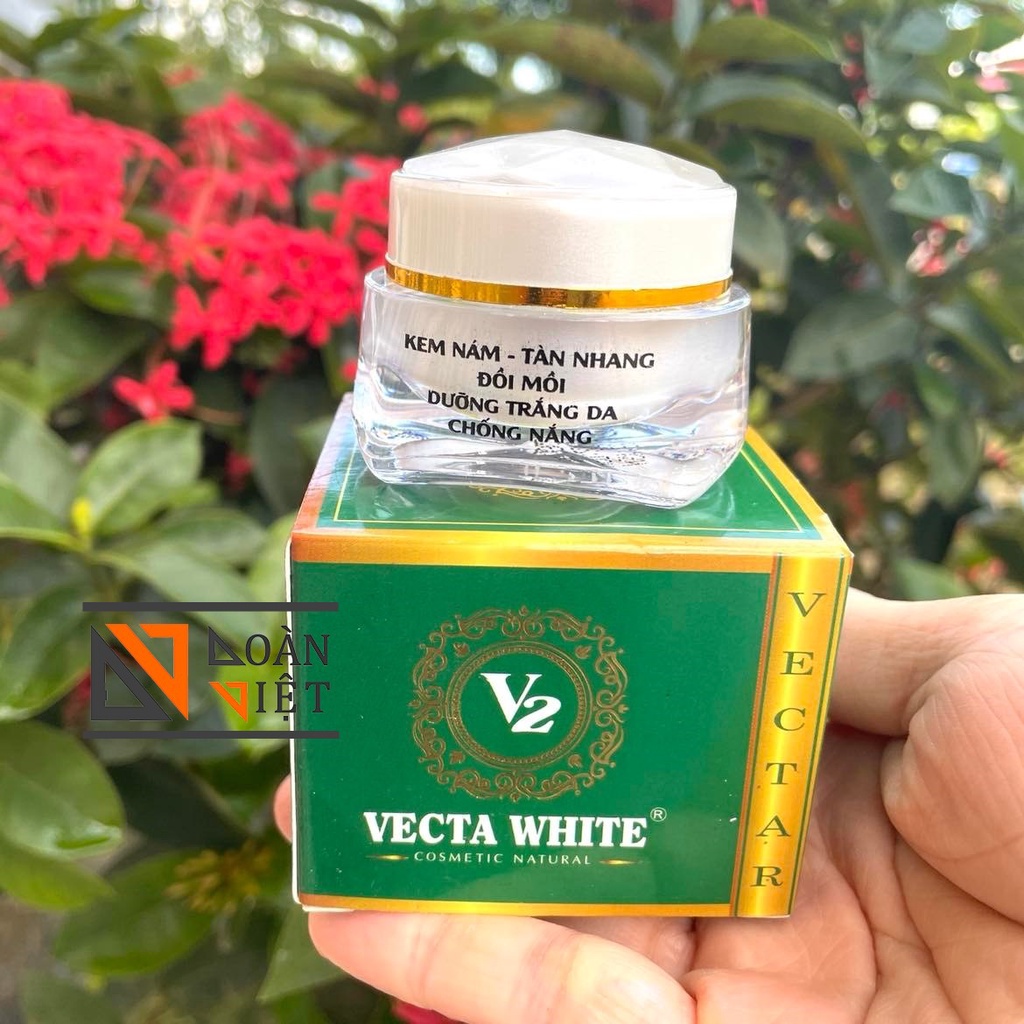 KEM NÁM - TÀN NHANG
ĐỒI MỒI
DƯỠNG TRẮNG DA
CHỐNG NẮNG
ĐOÀN
VIỆT
V2
VECTA WHITE®
COSMETIC NATURAL
VECTAR